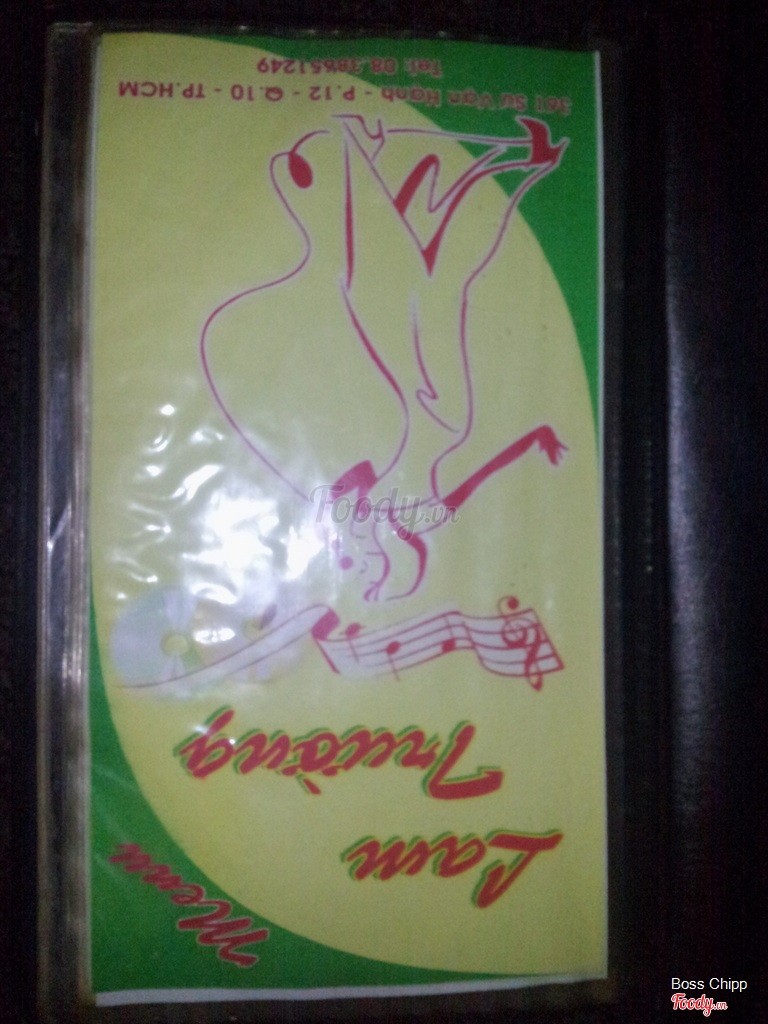 Menu
Lam
Trường
361 Sư Vạn Hạnh - P.12 - Q.10 - TP.HCM
Tel: 08.38651249
Foody.vn
Boss Chipp
Foody.vn